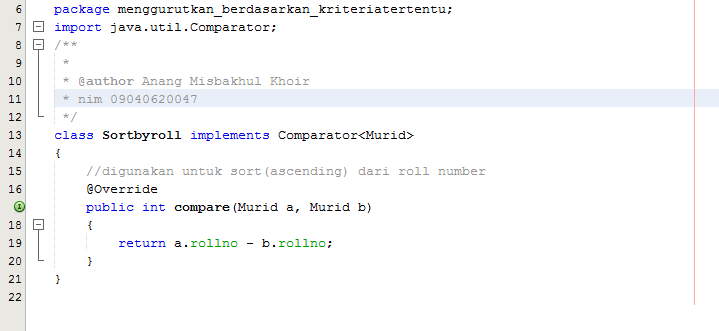 6 package menggurutkan_berdasarkan_kriteriatertentu;
7 import java.util.Comparator;
8 /**
9 *
10 * @author Anang Misbakhul Khoir
11 * nim 09040620047
12 */
13 class Sortbyroll implements Comparator<Murid>
14 {
15 //digunakan untuk sort(ascending) dari roll number
16 @Override
public int compare(Murid a, Murid b)
18 {
19 return a.rollno - b.rollno;
20 }
21 }
22